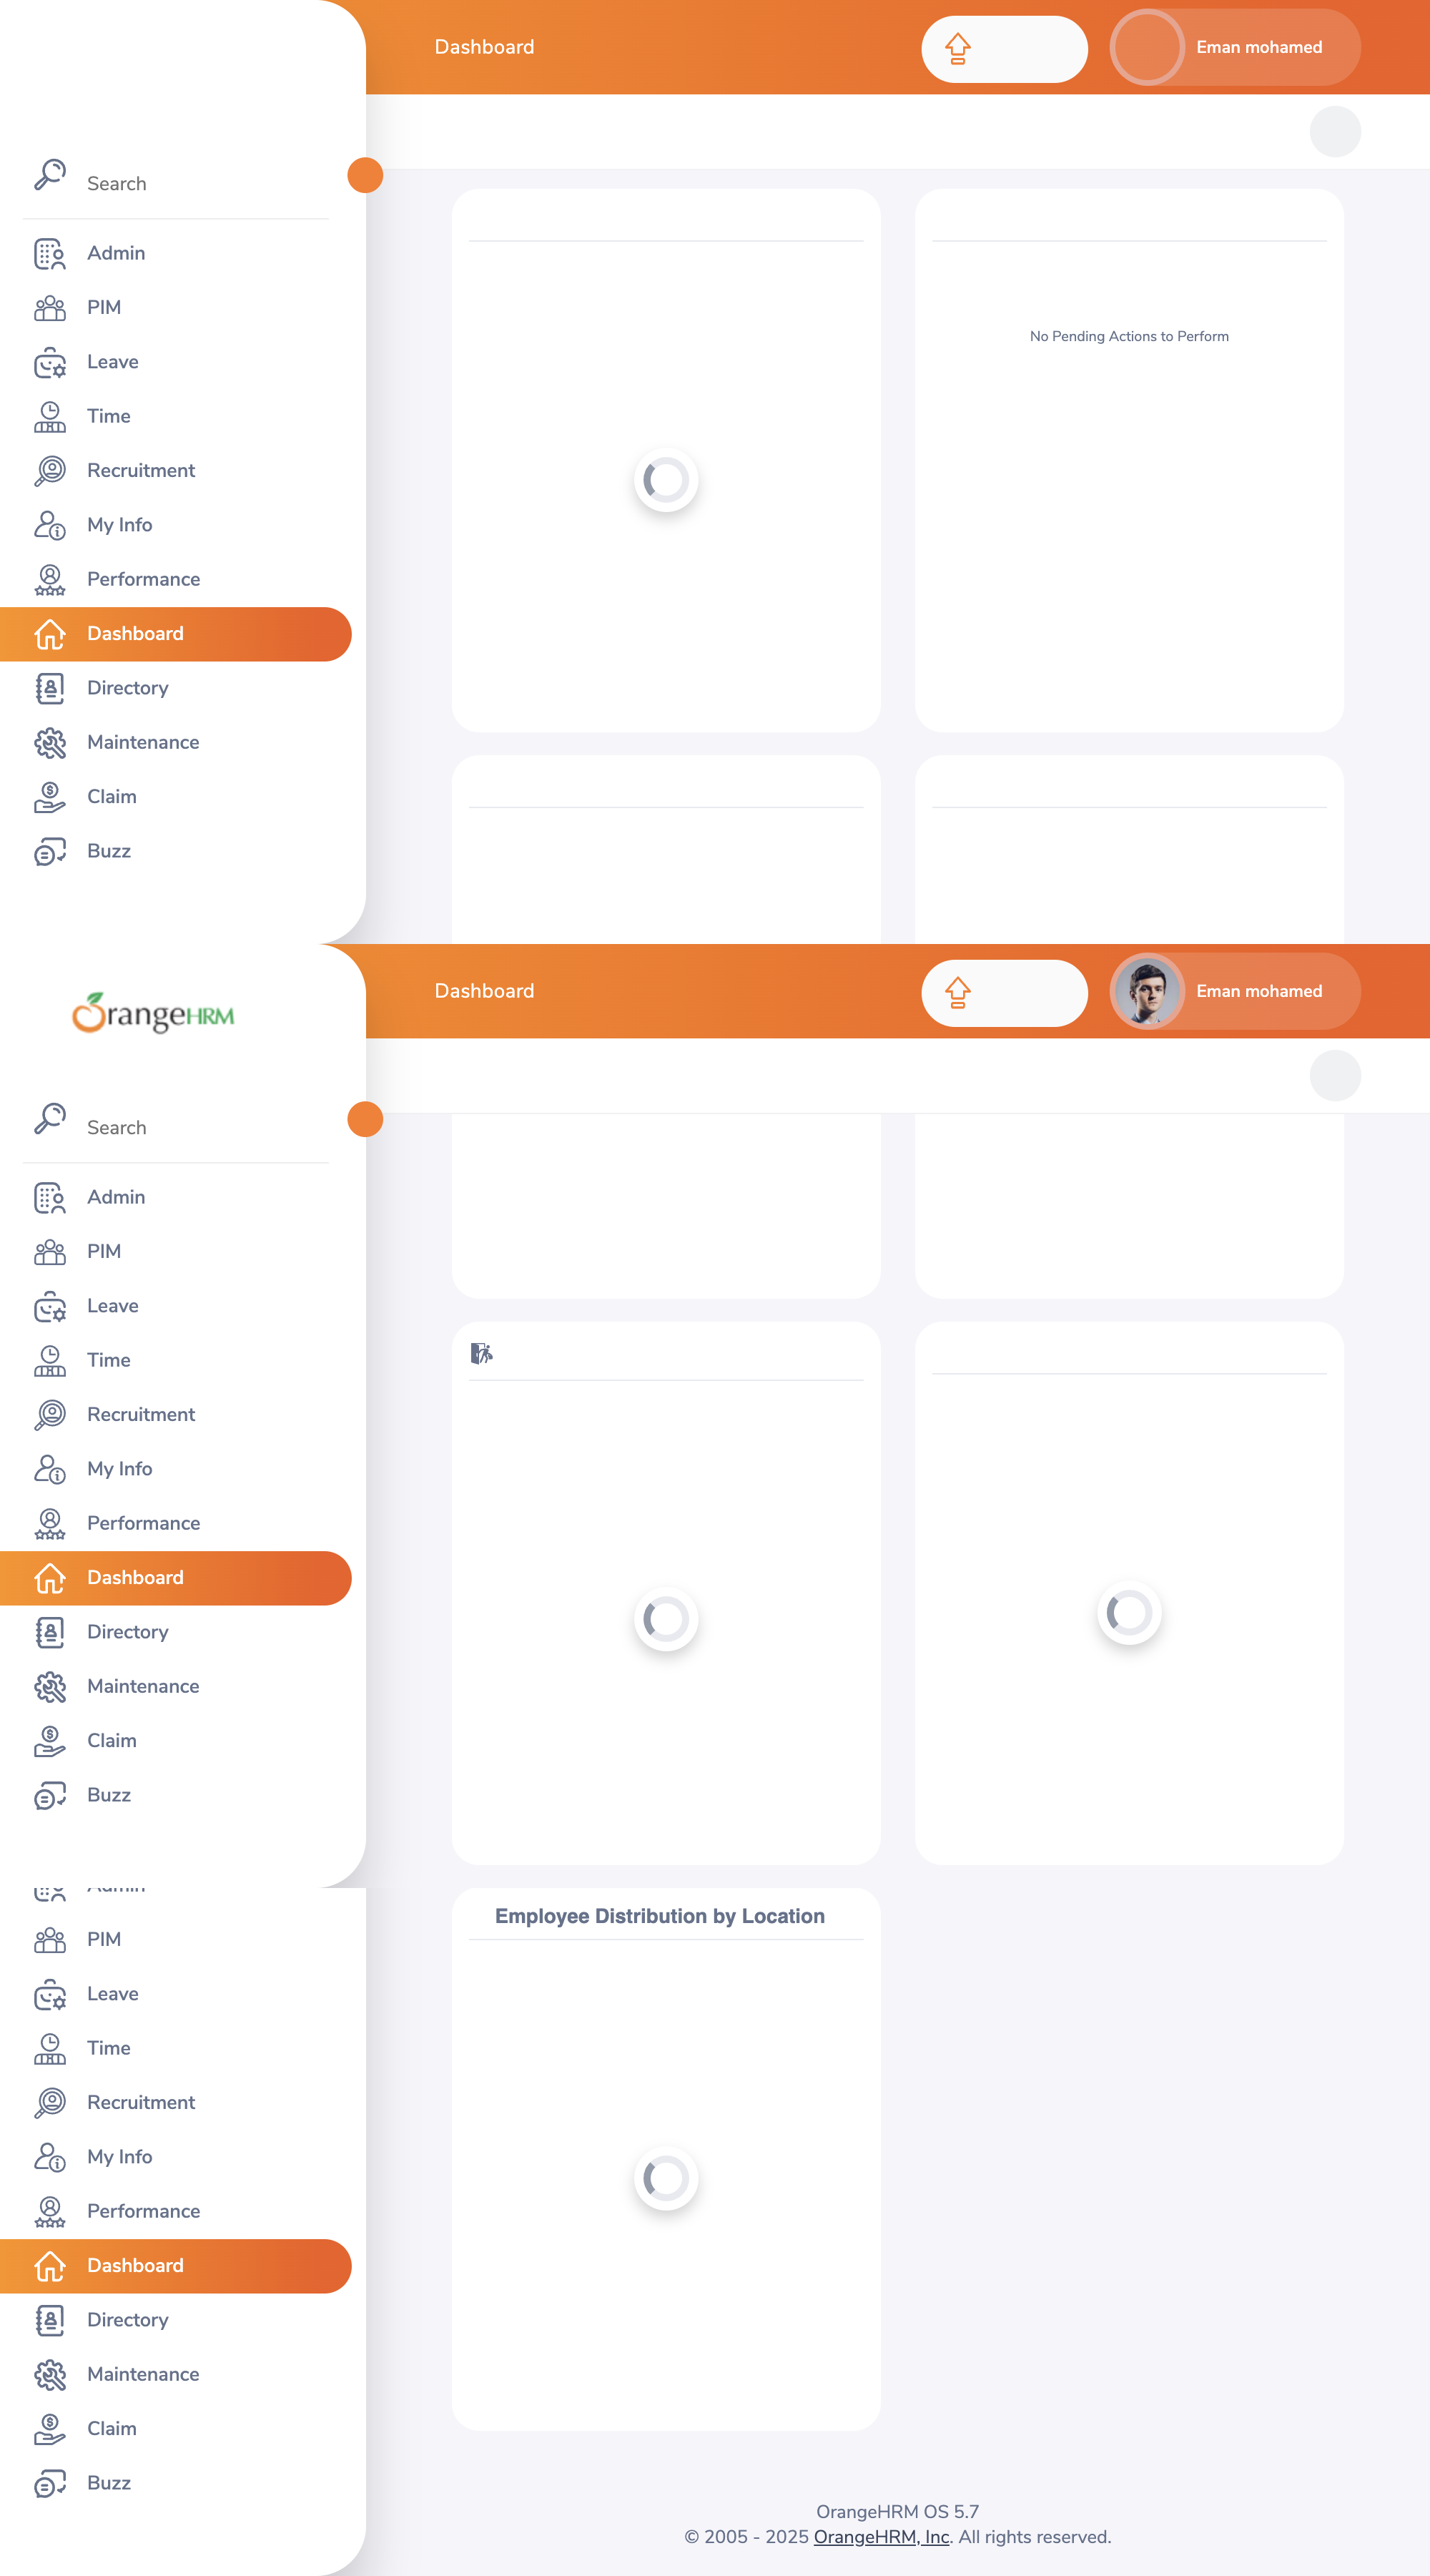 Dashboard
Eman mohamed
Search
Admin
PIM
Leave
Time
Recruitment
My Info
Performance
Dashboard
Directory
Maintenance
Claim
Buzz
No Pending Actions to Perform
OrangeHRM
Dashboard
Eman mohamed
Search
Admin
PIM
Leave
Time
Recruitment
My Info
Performance
Dashboard
Directory
Maintenance
Claim
Buzz
Admin
PIM
Leave
Time
Recruitment
My Info
Performance
Dashboard
Directory
Maintenance
Claim
Buzz
Employee Distribution by Location
OrangeHRM OS 5.7
© 2005 - 2025 OrangeHRM, Inc. All rights reserved.